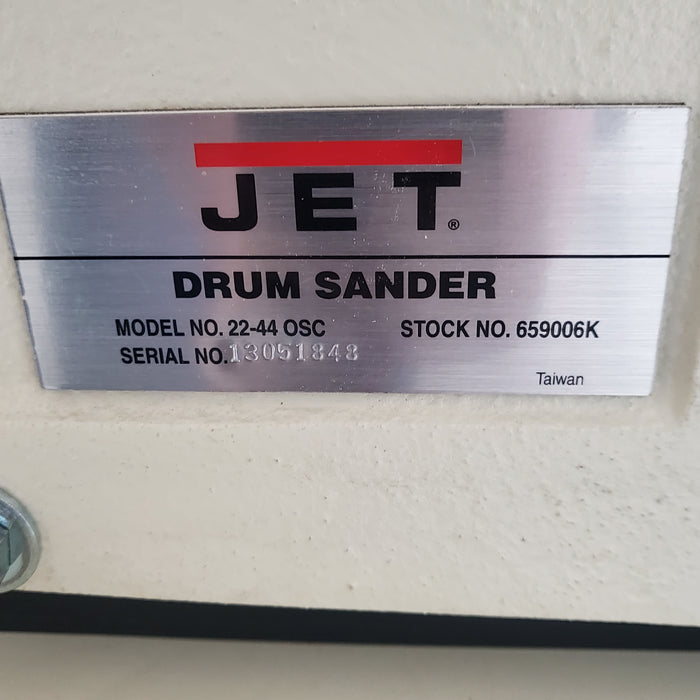 JET®
DRUM SANDER
MODEL NO. 22-44 OSC STOCK NO. 659006K
SERIAL NO. 13051848
Taiwan